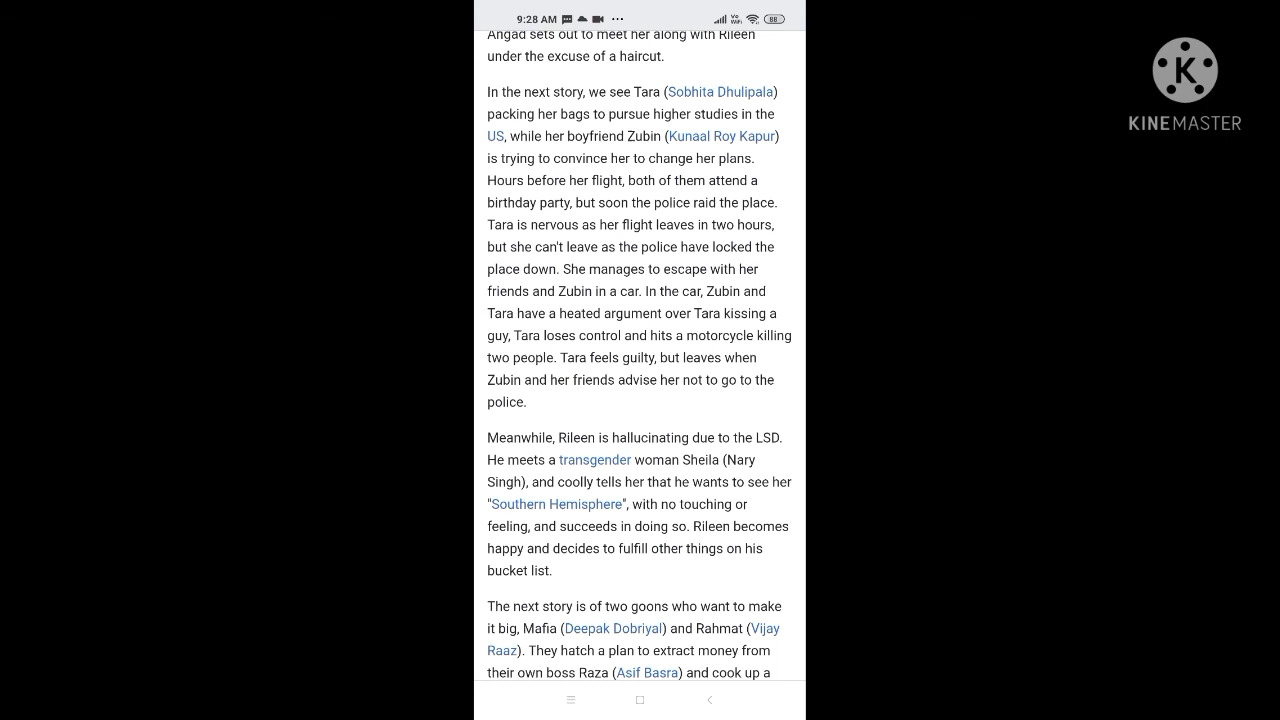 9:28 AM
Vo
WiFi
88
Angad sets out to meet her along with Rileen
under the excuse of a haircut.
In the next story, we see Tara (Sobhita Dhulipala)
packing her bags to pursue higher studies in the
US, while her boyfriend Zubin (Kunaal Roy Kapur)
is trying to convince her to change her plans.
Hours before her flight, both of them attend a
birthday party, but soon the police raid the place.
Tara is nervous as her flight leaves in two hours,
but she can't leave as the police have locked the
place down. She manages to escape with her
friends and Zubin in a car. In the car, Zubin and
Tara have a heated argument over Tara kissing a
guy, Tara loses control and hits a motorcycle killing
two people. Tara feels guilty, but leaves when
Zubin and her friends advise her not to go to the
police.
Meanwhile, Rileen is hallucinating due to the LSD.
He meets a transgender woman Sheila (Nary
Singh), and coolly tells her that he wants to see her
"Southern Hemisphere", with no touching or
feeling, and succeeds in doing so. Rileen becomes
happy and decides to fulfill other things on his
bucket list.
The next story is of two goons who want to make
it big, Mafia (Deepak Dobriyal) and Rahmat (Vijay
Raaz). They hatch a plan to extract money from
their own boss Raza (Asif Basra) and cook up a
K
KINEMASTER